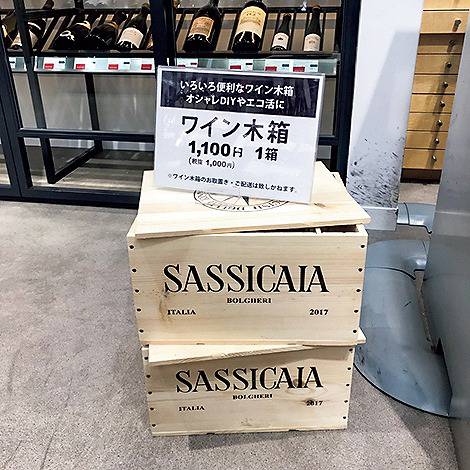 いろいろ便利なワイン木箱
オシャレDIYやエコ活に
ワイン木箱
1,100円 1箱
(税抜 1,000円)
※ワイン木箱のお取置き・ご配送は致しかねます。
SASSICAIA
BOLGHERI
ITALIA 2017
SASSICAIA
BOLGHERI
ITALIA 2017